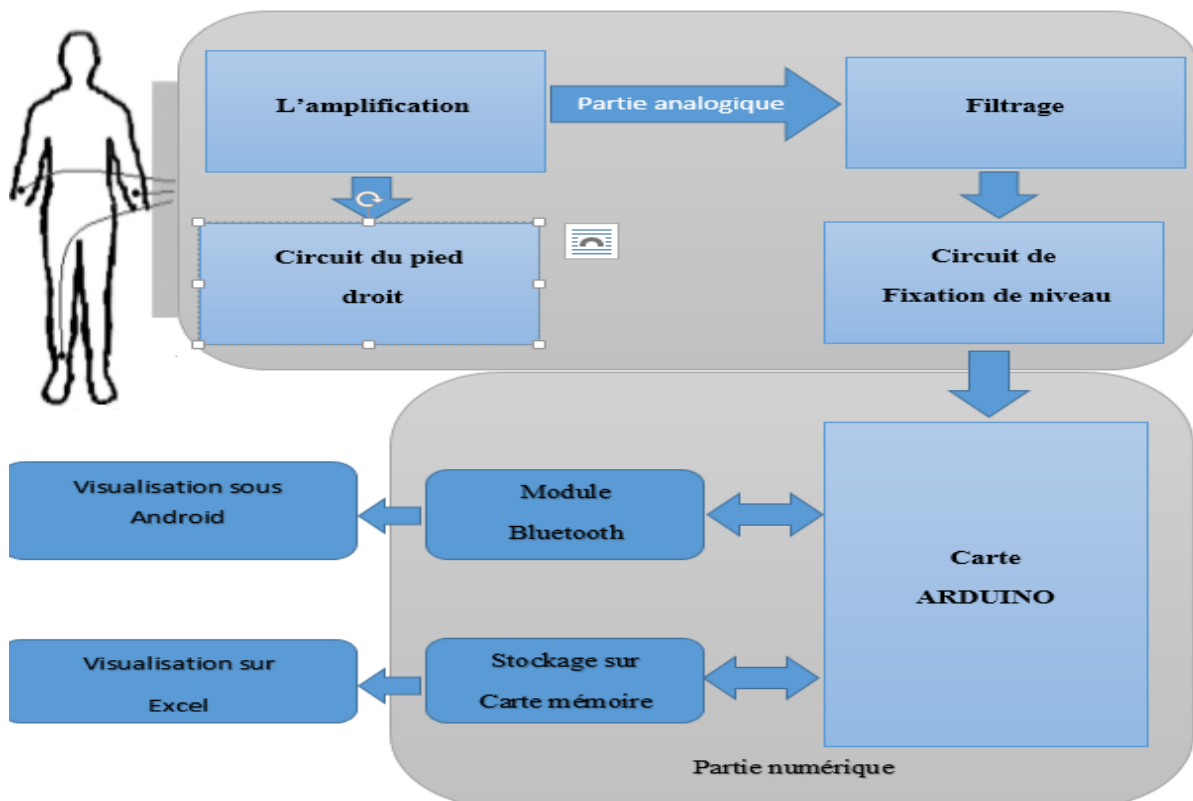 L'amplification
Partie analogique
Filtrage
Circuit du pied
droit
Circuit de
Fixation de niveau
Visualisation sous
Android
Module
Bluetooth
Carte
ARDUINO
Visualisation sur
Excel
Stockage sur
Carte mémoire
Partie numérique